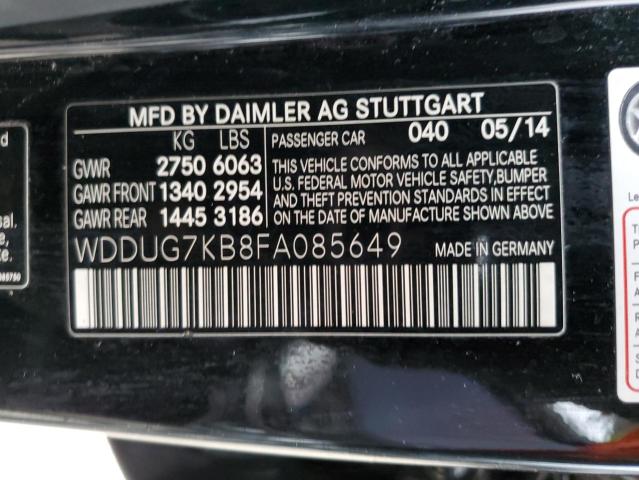 MFD BY DAIMLER AG STUTTGART
KG LBS
GVWR 2750 6063
GAWR FRONT 1340 2954
GAWR REAR 1445 3186
PASSENGER CAR 040 05/14
THIS VEHICLE CONFORMS TO ALL APPLICABLE
U.S. FEDERAL MOTOR VEHICLE SAFETY, BUMPER
AND THEFT PREVENTION STANDARDS IN EFFECT
ON THE DATE OF MANUFACTURE SHOWN ABOVE
WDDUG7KB8FA085649 MADE IN GERMANY